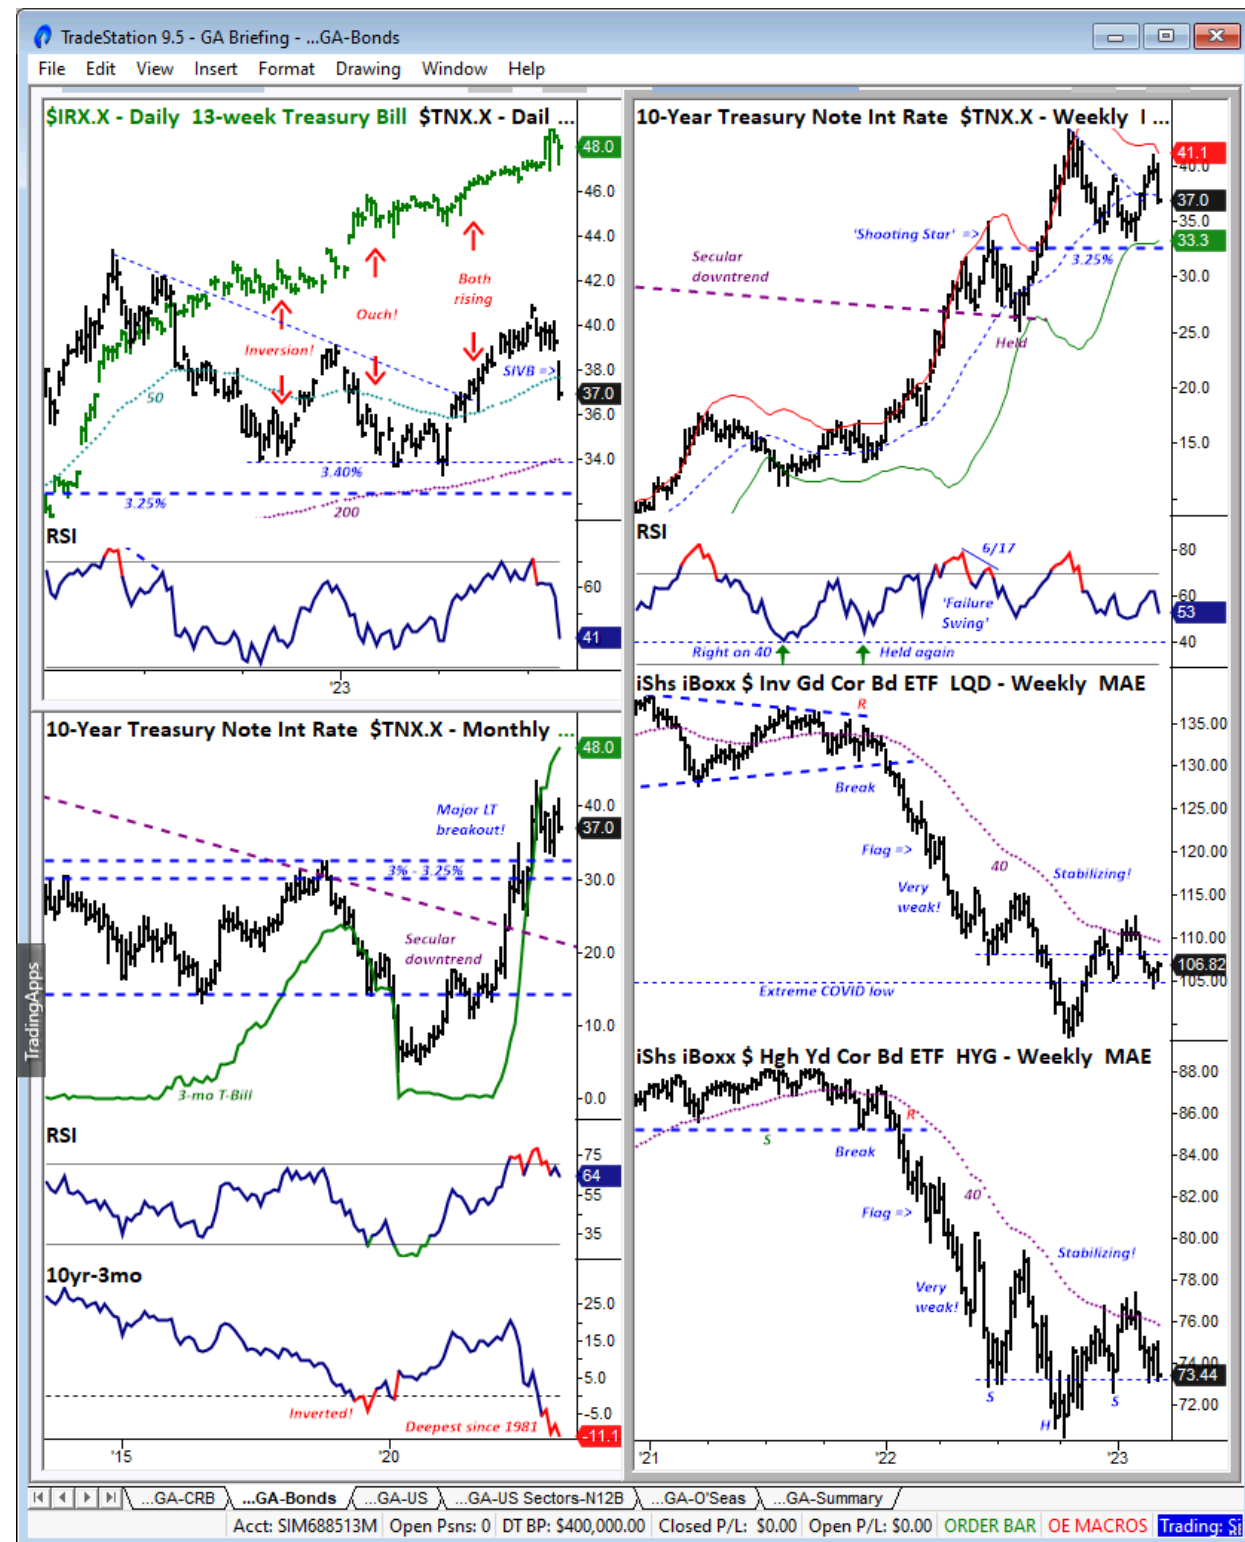 TradeStation 9.5 - GA Briefing - ...GA-Bonds
File Edit View Insert Format Drawing Window Help
$IRX.X - Daily 13-week Treasury Bill $TNX.X - Dail ...
48.0
46.0
44.0
42.0
40.0
38.0
37.0
36.0
34.0
Both
rising
Ouch!
Inversion!
SIVB =>
50
3.40%
3.25%
200
RSI
60
41
'23
10-Year Treasury Note Int Rate $TNX.X - Monthly ...
48.0
40.0
37.0
30.0
20.0
10.0
0.0
Major LT
breakout!
3% - 3.25%
Secular
downtrend
3-mo T-Bill
RSI
75
64
55
35
10yr-3mo
25.0
15.0
5.0
-5.0
-11.1
Inverted!
Deepest since 1981
'15 '20
10-Year Treasury Note Int Rate $TNX.X - Weekly I ...
41.1
40.0
37.0
35.0
33.3
30.0
25.0
20.0
15.0
'Shooting Star' =>
3.25%
Secular
downtrend
Held
RSI
80
60
53
40
6/17
'Failure
Swing'
Right on 40
Held again
iShs iBoxx $ Inv Gd Cor Bd ETF LQD - Weekly MAE
135.00
130.00
125.00
120.00
115.00
110.00
106.82
105.00
R
Break
Flag =>
40
Very
weak!
Stabilizing!
Extreme COVID low
iShs iBoxx $ Hgh Yd Cor Bd ETF HYG - Weekly MAE
88.00
86.00
84.00
82.00
80.00
78.00
76.00
74.00
73.44
72.00
R
S
Break
40
Flag =>
Stabilizing!
Very
weak!
S
H
S
'21 '22 '23
TradingApps
...GA-CRB ...GA-Bonds ...GA-US ...GA-US Sectors-N12B ...GA-O'Seas ...GA-Summary
Acct: SIM688513M Open Psns: 0 DT BP: $400,000.00 Closed P/L: $0.00 Open P/L: $0.00 ORDER BAR OE MACROS Trading: Si